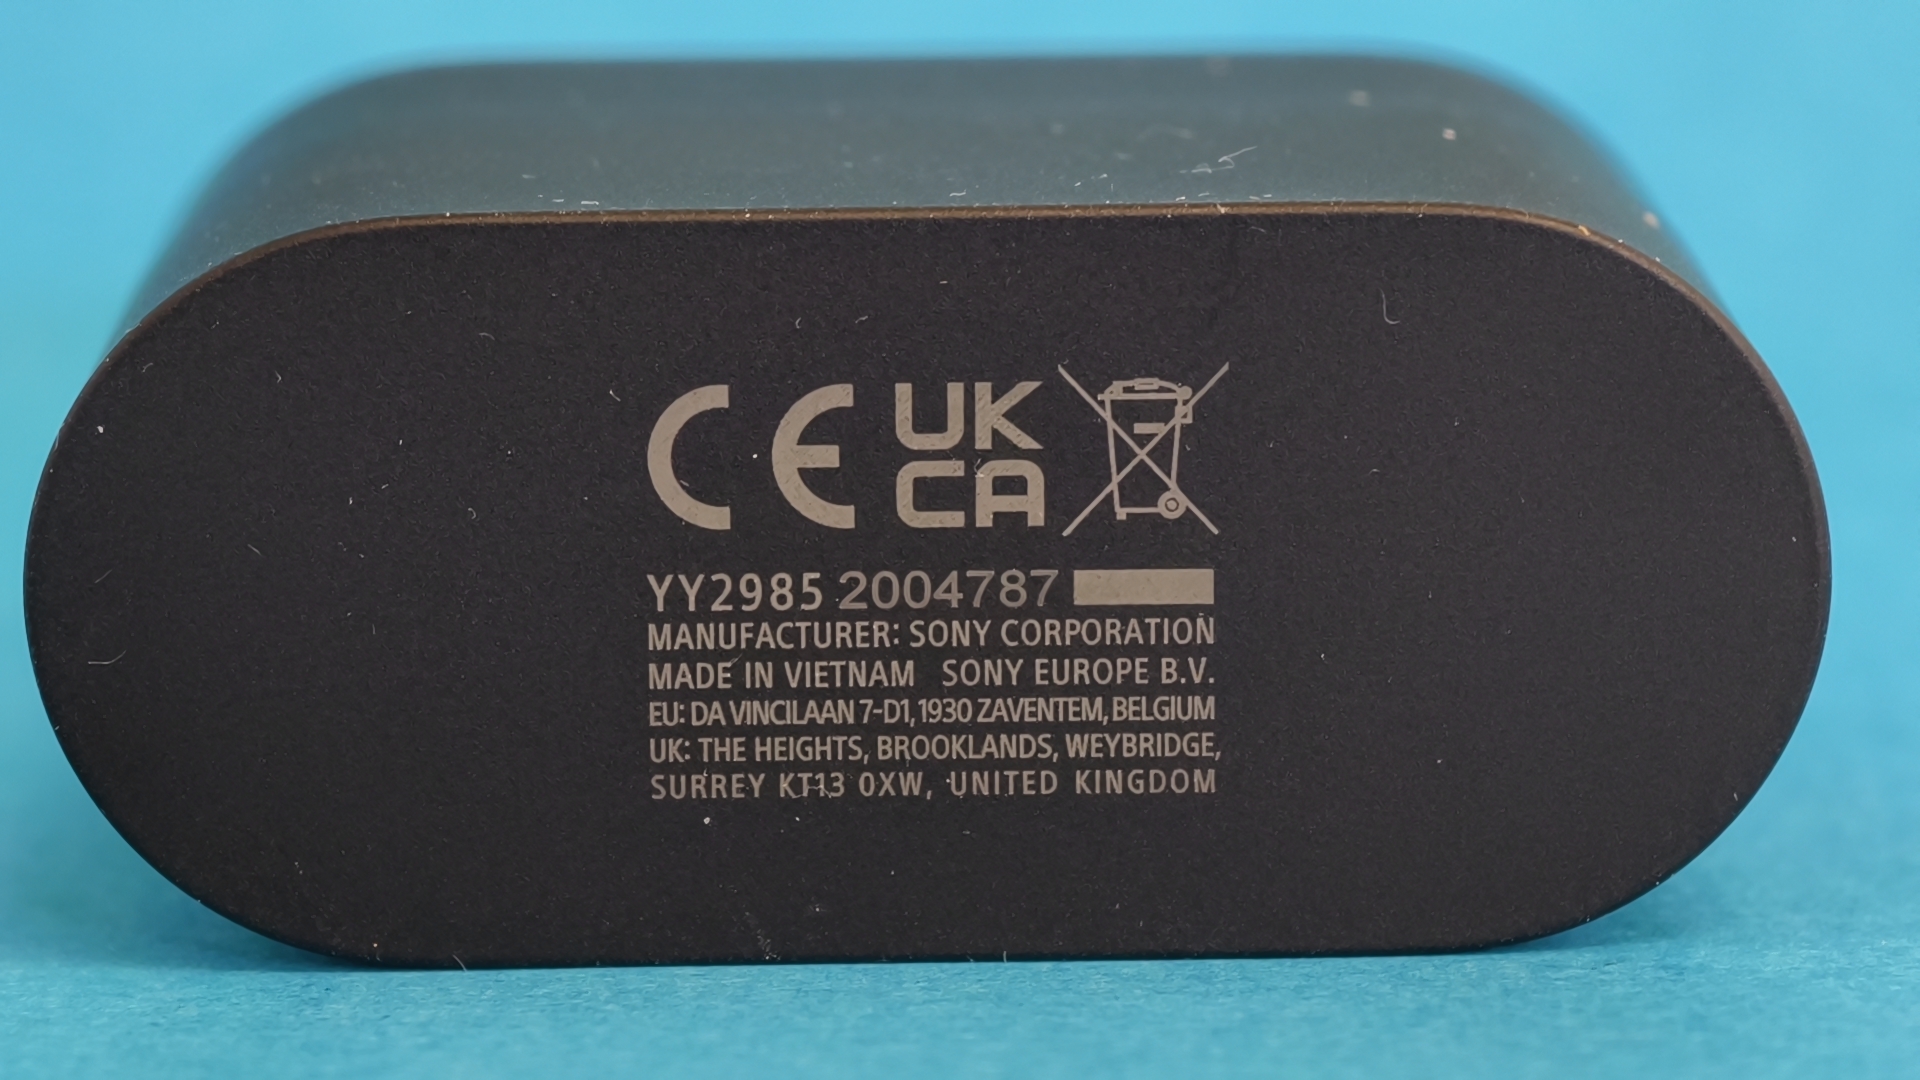 CE UK
CA
YY2985 2004787
MANUFACTURER: SONY CORPORATION
MADE IN VIETNAM SONY EUROPE B.V.
EU: DA VINCILAAN 7-D1, 1930 ZAVENTEM, BELGIUM
UK: THE HEIGHTS, BROOKLANDS, WEYBRIDGE,
SURREY KT13 0XW, UNITED KINGDOM